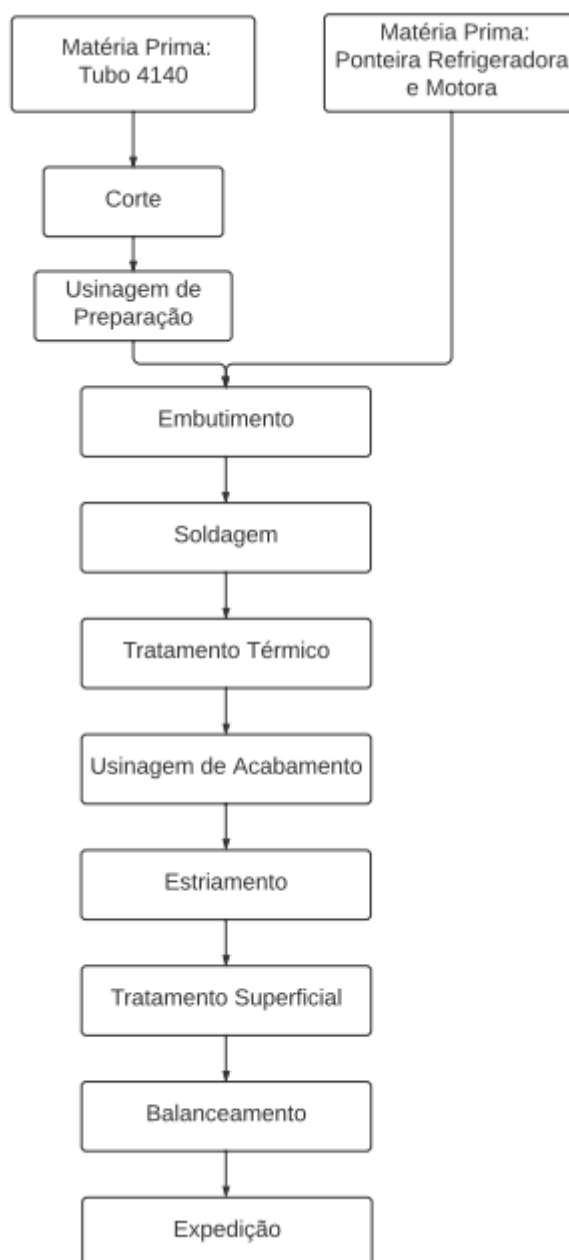 Matéria Prima:
Tubo 4140
Matéria Prima:
Ponteira Refrigeradora
e Motora
Corte
Usinagem de
Preparação
Embutimento
Soldagem
Tratamento Térmico
Usinagem de Acabamento
Estriamento
Tratamento Superficial
Balanceamento
Expedição